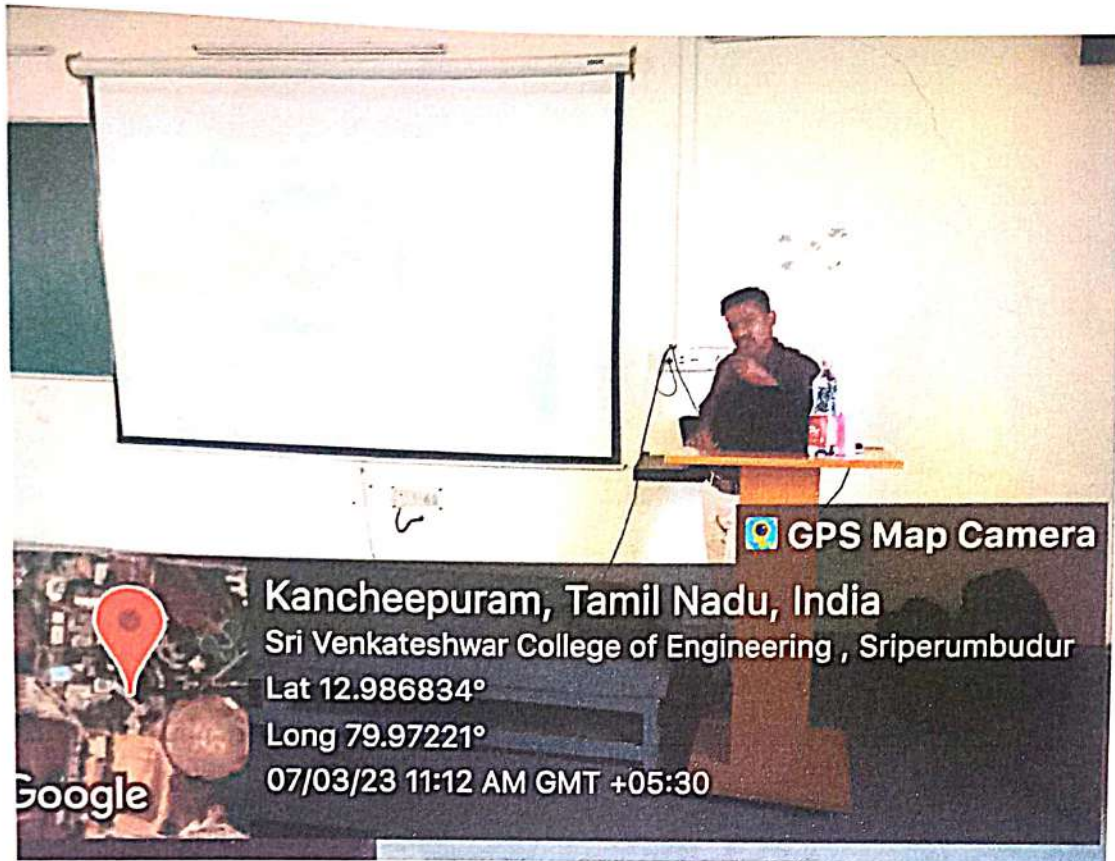 GPS Map Camera
Kancheepuram, Tamil Nadu, India
Sri Venkateshwar College of Engineering , Sriperumbudur
Lat 12.986834°
Long 79.97221°
07/03/23 11:12 AM GMT +05:30
Google